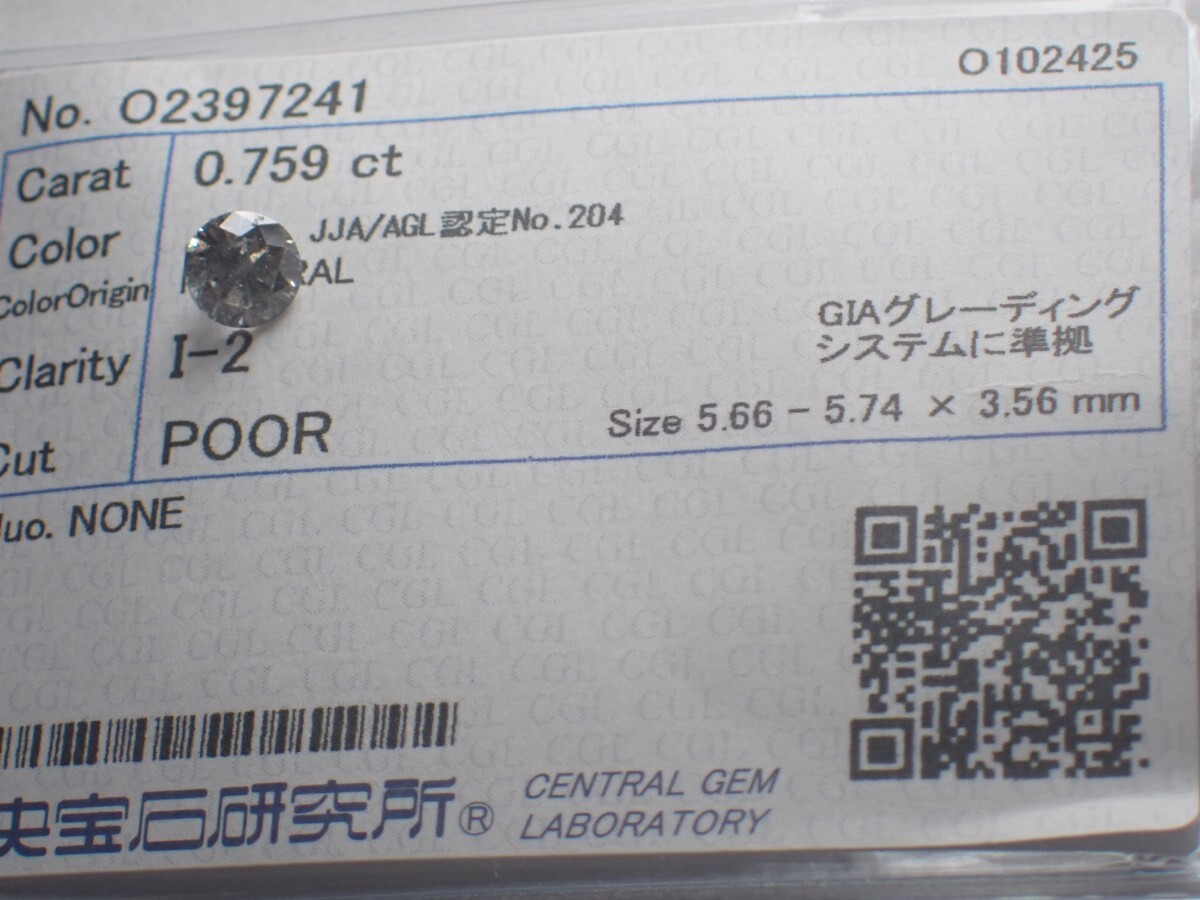 No. O2397241
O102425
Carat 0.759 ct
Color
JJA/AGL認定No.204
ColorOrigin RAL
GIAグレーディング
システムに準拠
Clarity I-2
Size 5.66 - 5.74 × 3.56 mm
Cut POOR
luo. NONE
央宝石研究所®
CENTRAL GEM
LABORATORY